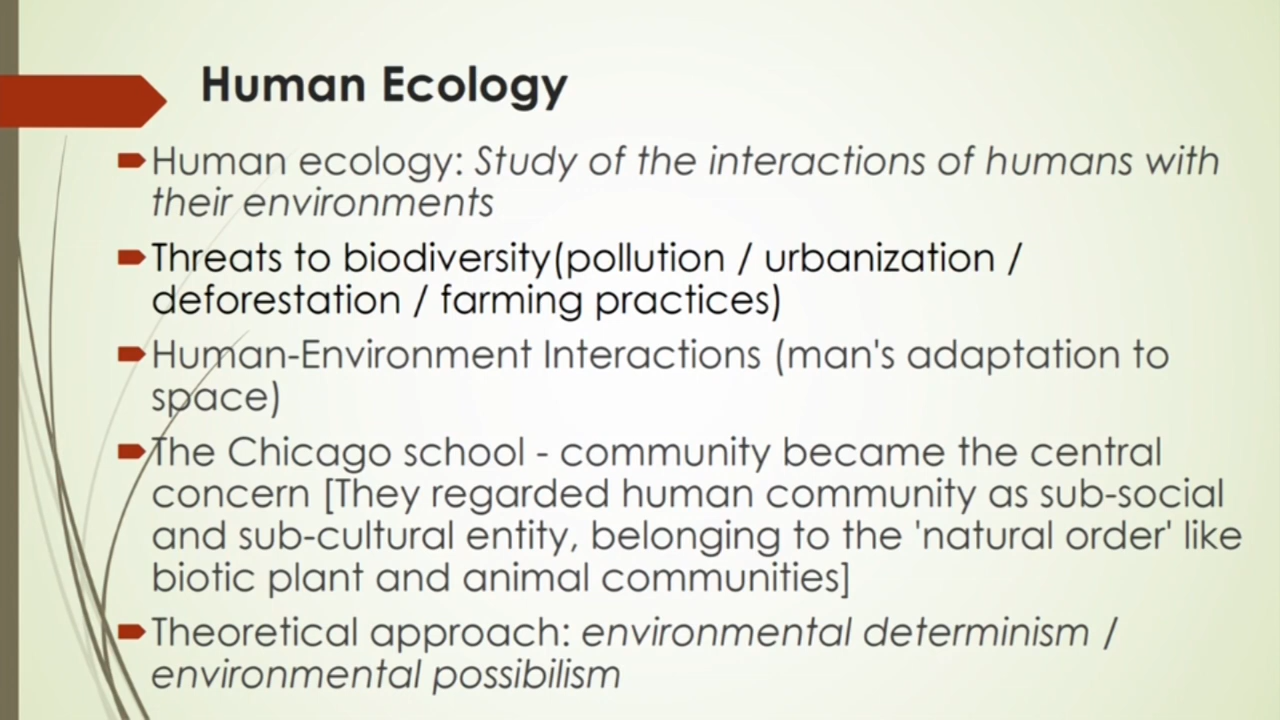 Human Ecology
Human ecology: Study of the interactions of humans with
their environments
Threats to biodiversity(pollution / urbanization /
deforestation / farming practices)
Human-Environment Interactions (man's adaptation to
space)
The Chicago school - community became the central
concern [They regarded human community as sub-social
and sub-cultural entity, belonging to the 'natural order' like
biotic plant and animal communities]
Theoretical approach: environmental determinism /
environmental possibilism